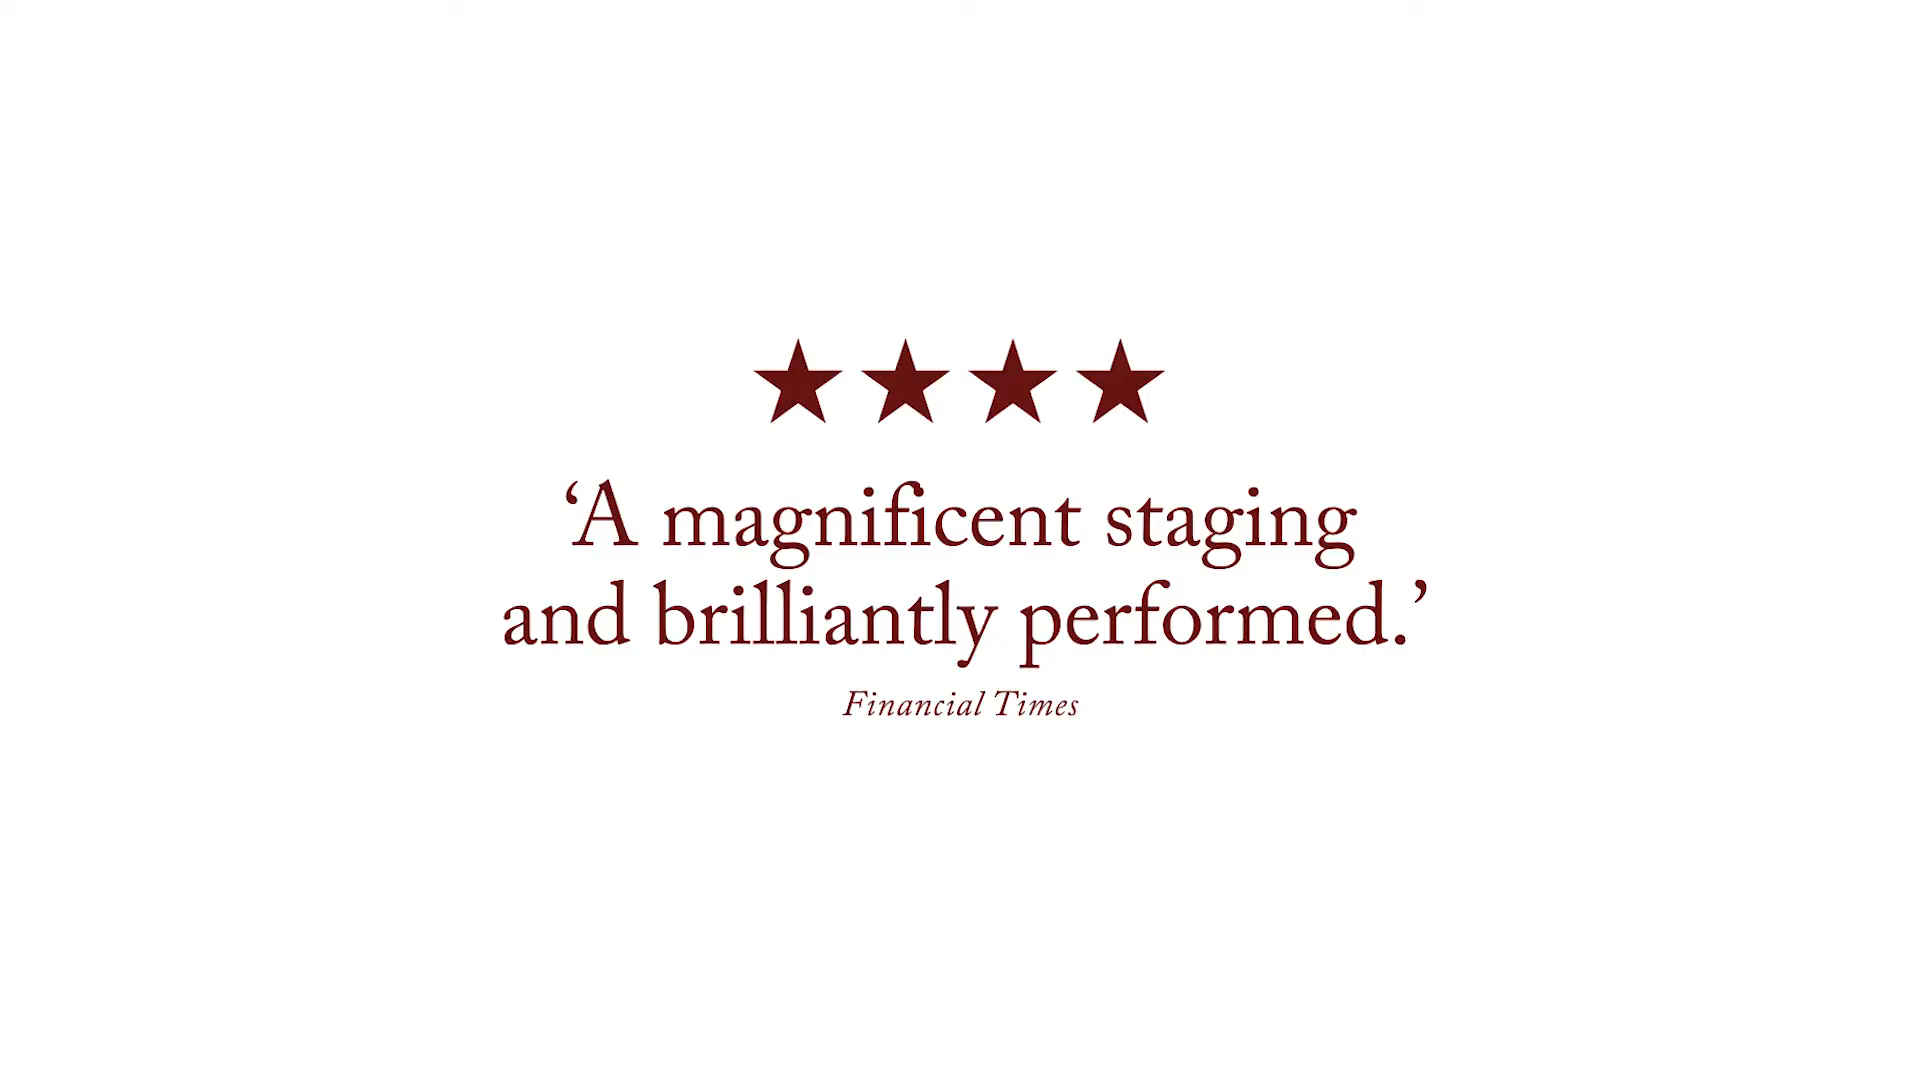 ‘A magnificent staging
and brilliantly performed.’
Financial Times